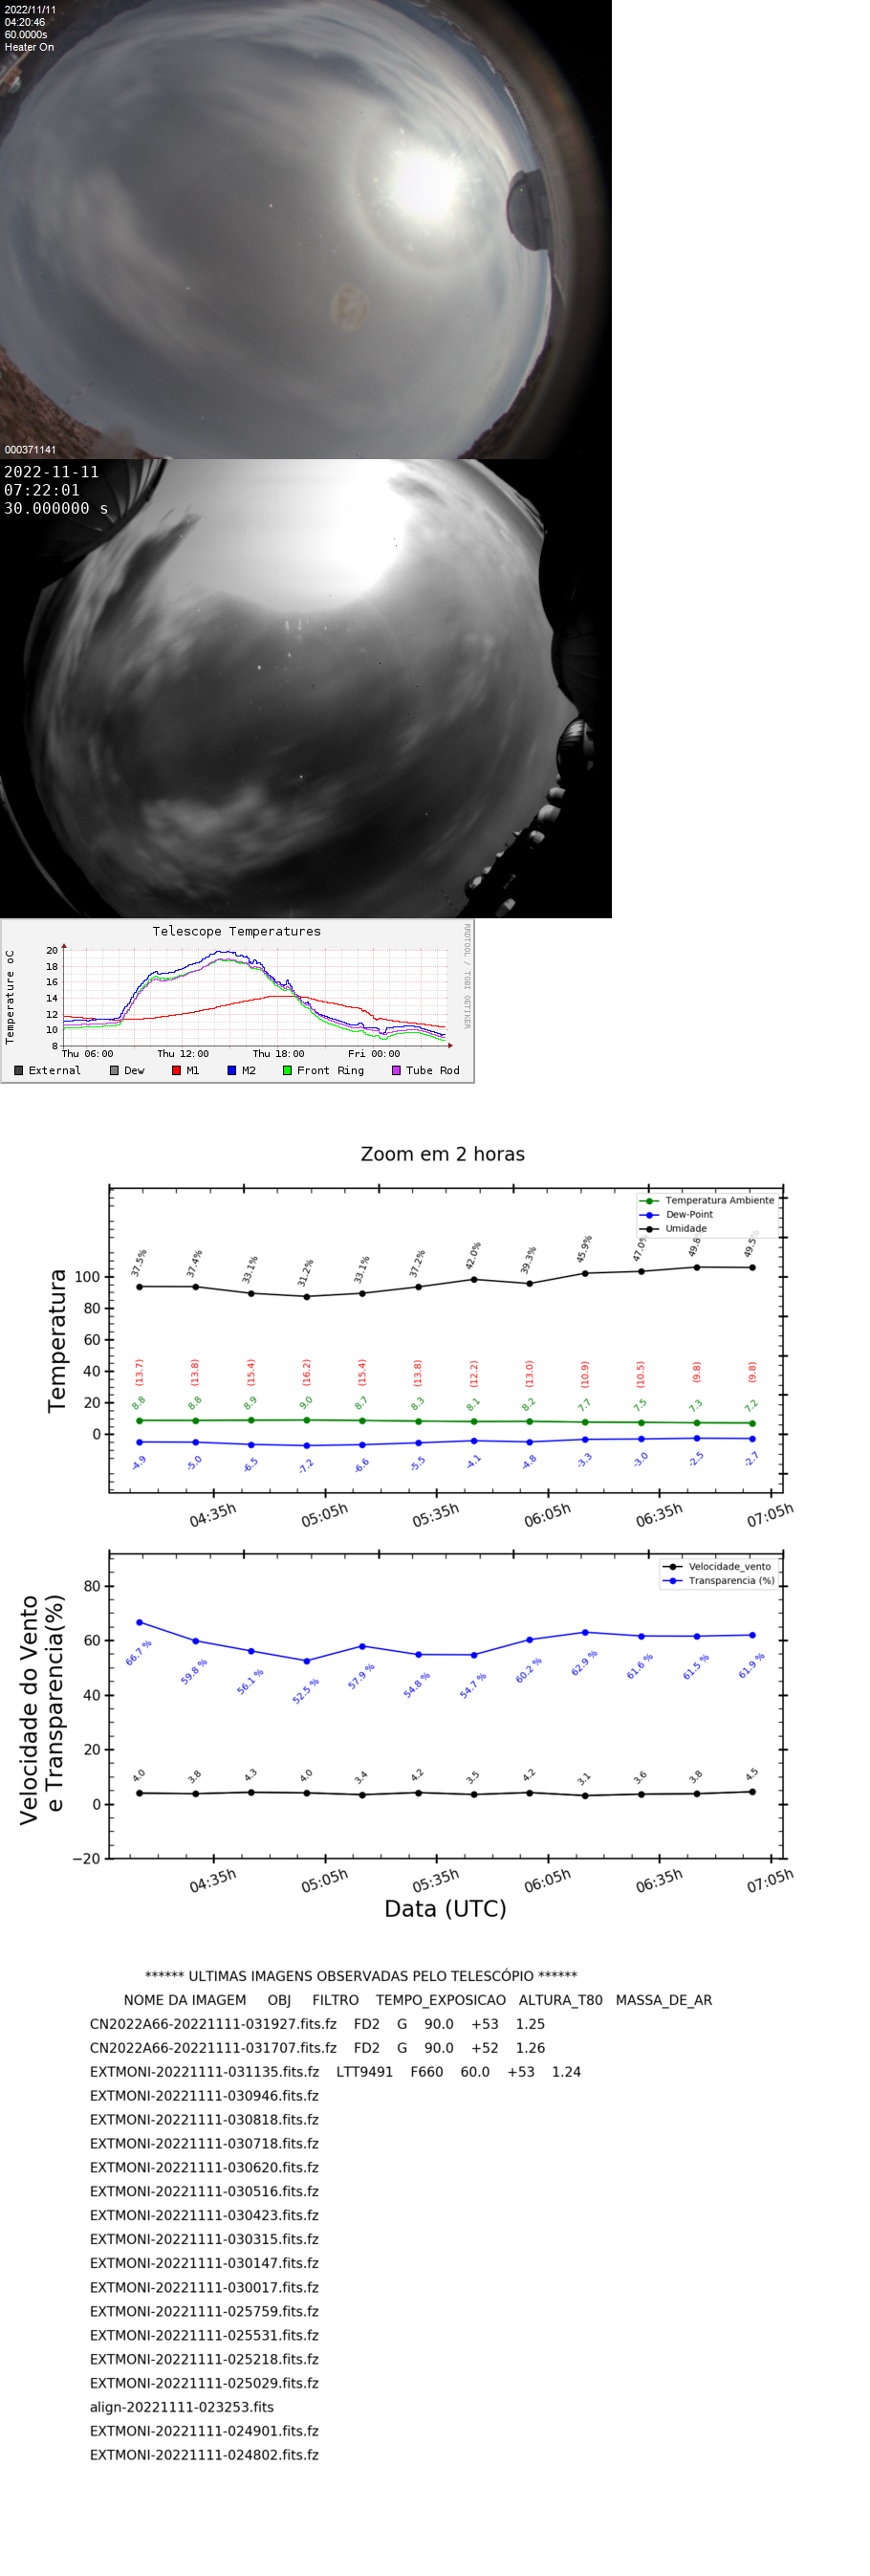 2022/11/11
04:20:46
60.0000s
Heater On
000371141
2022-11-11
07:22:01
30.000000 s
Telescope Temperatures
RRDTOOL / TOBI OETIKER
Temperature oC
20
18
16
14
12
10
8
Thu 06:00 Thu 12:00 Thu 18:00 Fri 00:00
External Dew M1 M2 Front Ring Tube Rod
Zoom em 2 horas
Temperatura Ambiente
Dew-Point
Umidade
Temperatura
100
80
60
40
20
0
37.5% 37.4% 33.1% 31.2% 33.1% 37.2% 42.0% 39.3% 45.9% 47.0% 49.8% 49.5%
(13.7) (13.8) (15.4) (16.2) (15.4) (13.8) (12.2) (13.0) (10.9) (10.5) (9.8) (9.8)
8.8 8.8 8.9 9.0 8.7 8.3 8.1 8.2 7.7 7.5 7.3 7.2
-4.9 -5.0 -6.5 -7.2 -6.6 -5.5 -4.1 -4.8 -3.3 -3.0 -2.5 -2.7
04:35h 05:05h 05:35h 06:05h 06:35h 07:05h
Velocidade_vento
Transparencia (%)
Velocidade do Vento
e Transparencia(%)
80
60
40
20
0
−20
66.7 % 59.8 % 56.1 % 52.5 % 57.9 % 54.8 % 54.7 % 60.2 % 62.9 % 61.6 % 61.5 % 61.9 %
4.0 3.8 4.3 4.0 3.4 4.2 3.5 4.2 3.1 3.6 3.8 4.5
04:35h 05:05h 05:35h 06:05h 06:35h 07:05h
Data (UTC)
****** ULTIMAS IMAGENS OBSERVADAS PELO TELESCÓPIO ******
NOME DA IMAGEM OBJ FILTRO TEMPO_EXPOSICAO ALTURA_T80 MASSA_DE_AR
CN2022A66-20221111-031927.fits.fz FD2 G 90.0 +53 1.25
CN2022A66-20221111-031707.fits.fz FD2 G 90.0 +52 1.26
EXTMONI-20221111-031135.fits.fz LTT9491 F660 60.0 +53 1.24
EXTMONI-20221111-030946.fits.fz
EXTMONI-20221111-030818.fits.fz
EXTMONI-20221111-030718.fits.fz
EXTMONI-20221111-030620.fits.fz
EXTMONI-20221111-030516.fits.fz
EXTMONI-20221111-030423.fits.fz
EXTMONI-20221111-030315.fits.fz
EXTMONI-20221111-030147.fits.fz
EXTMONI-20221111-030017.fits.fz
EXTMONI-20221111-025759.fits.fz
EXTMONI-20221111-025531.fits.fz
EXTMONI-20221111-025218.fits.fz
EXTMONI-20221111-025029.fits.fz
align-20221111-023253.fits
EXTMONI-20221111-024901.fits.fz
EXTMONI-20221111-024802.fits.fz